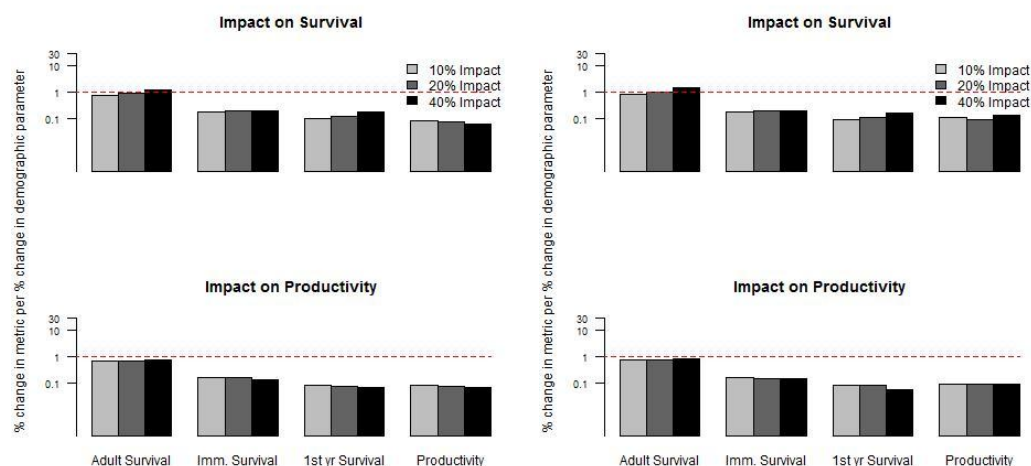 Impact on Survival
30
10
1
0.1
10% Impact
20% Impact
40% Impact
Impact on Productivity
30
10
1
0.1
Adult Survival Imm. Survival 1st yr Survival Productivity
% change in metric per % change in demographic parameter
Impact on Survival
30
10
1
0.1
10% Impact
20% Impact
40% Impact
Impact on Productivity
30
10
1
0.1
Adult Survival Imm. Survival 1st yr Survival Productivity
% change in metric per % change in demographic parameter